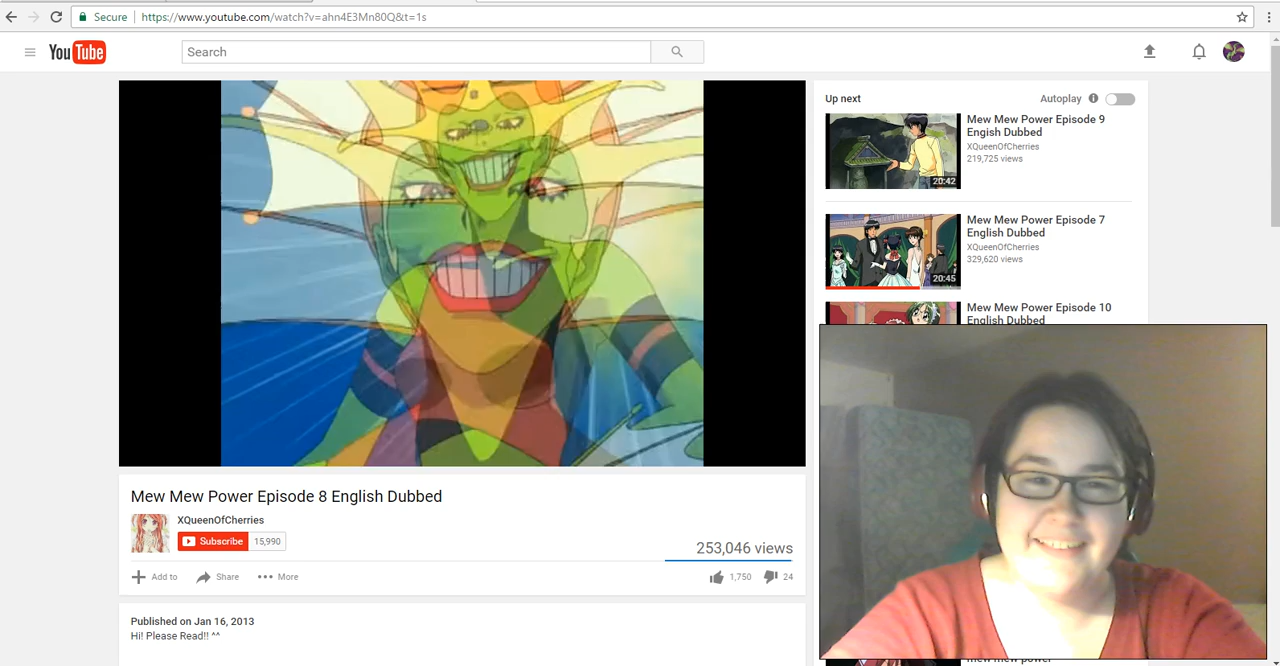 Secure
https://www.youtube.com/watch?v=ahn4E3Mn80Q&t=1s
YouTube
Search
Up next
Autoplay
Mew Mew Power Episode 9
Engish Dubbed
XQueenOfCherries
219,725 views
20:42
Mew Mew Power Episode 7
English Dubbed
XQueenOfCherries
329,620 views
20:45
Mew Mew Power Episode 10
English Dubbed
Mew Mew Power Episode 8 English Dubbed
XQueenOfCherries
Subscribe 15,990
253,046 views
Add to
Share
More
1,750
24
Published on Jan 16, 2013
Hi! Please Read!! ^^
mew mew power